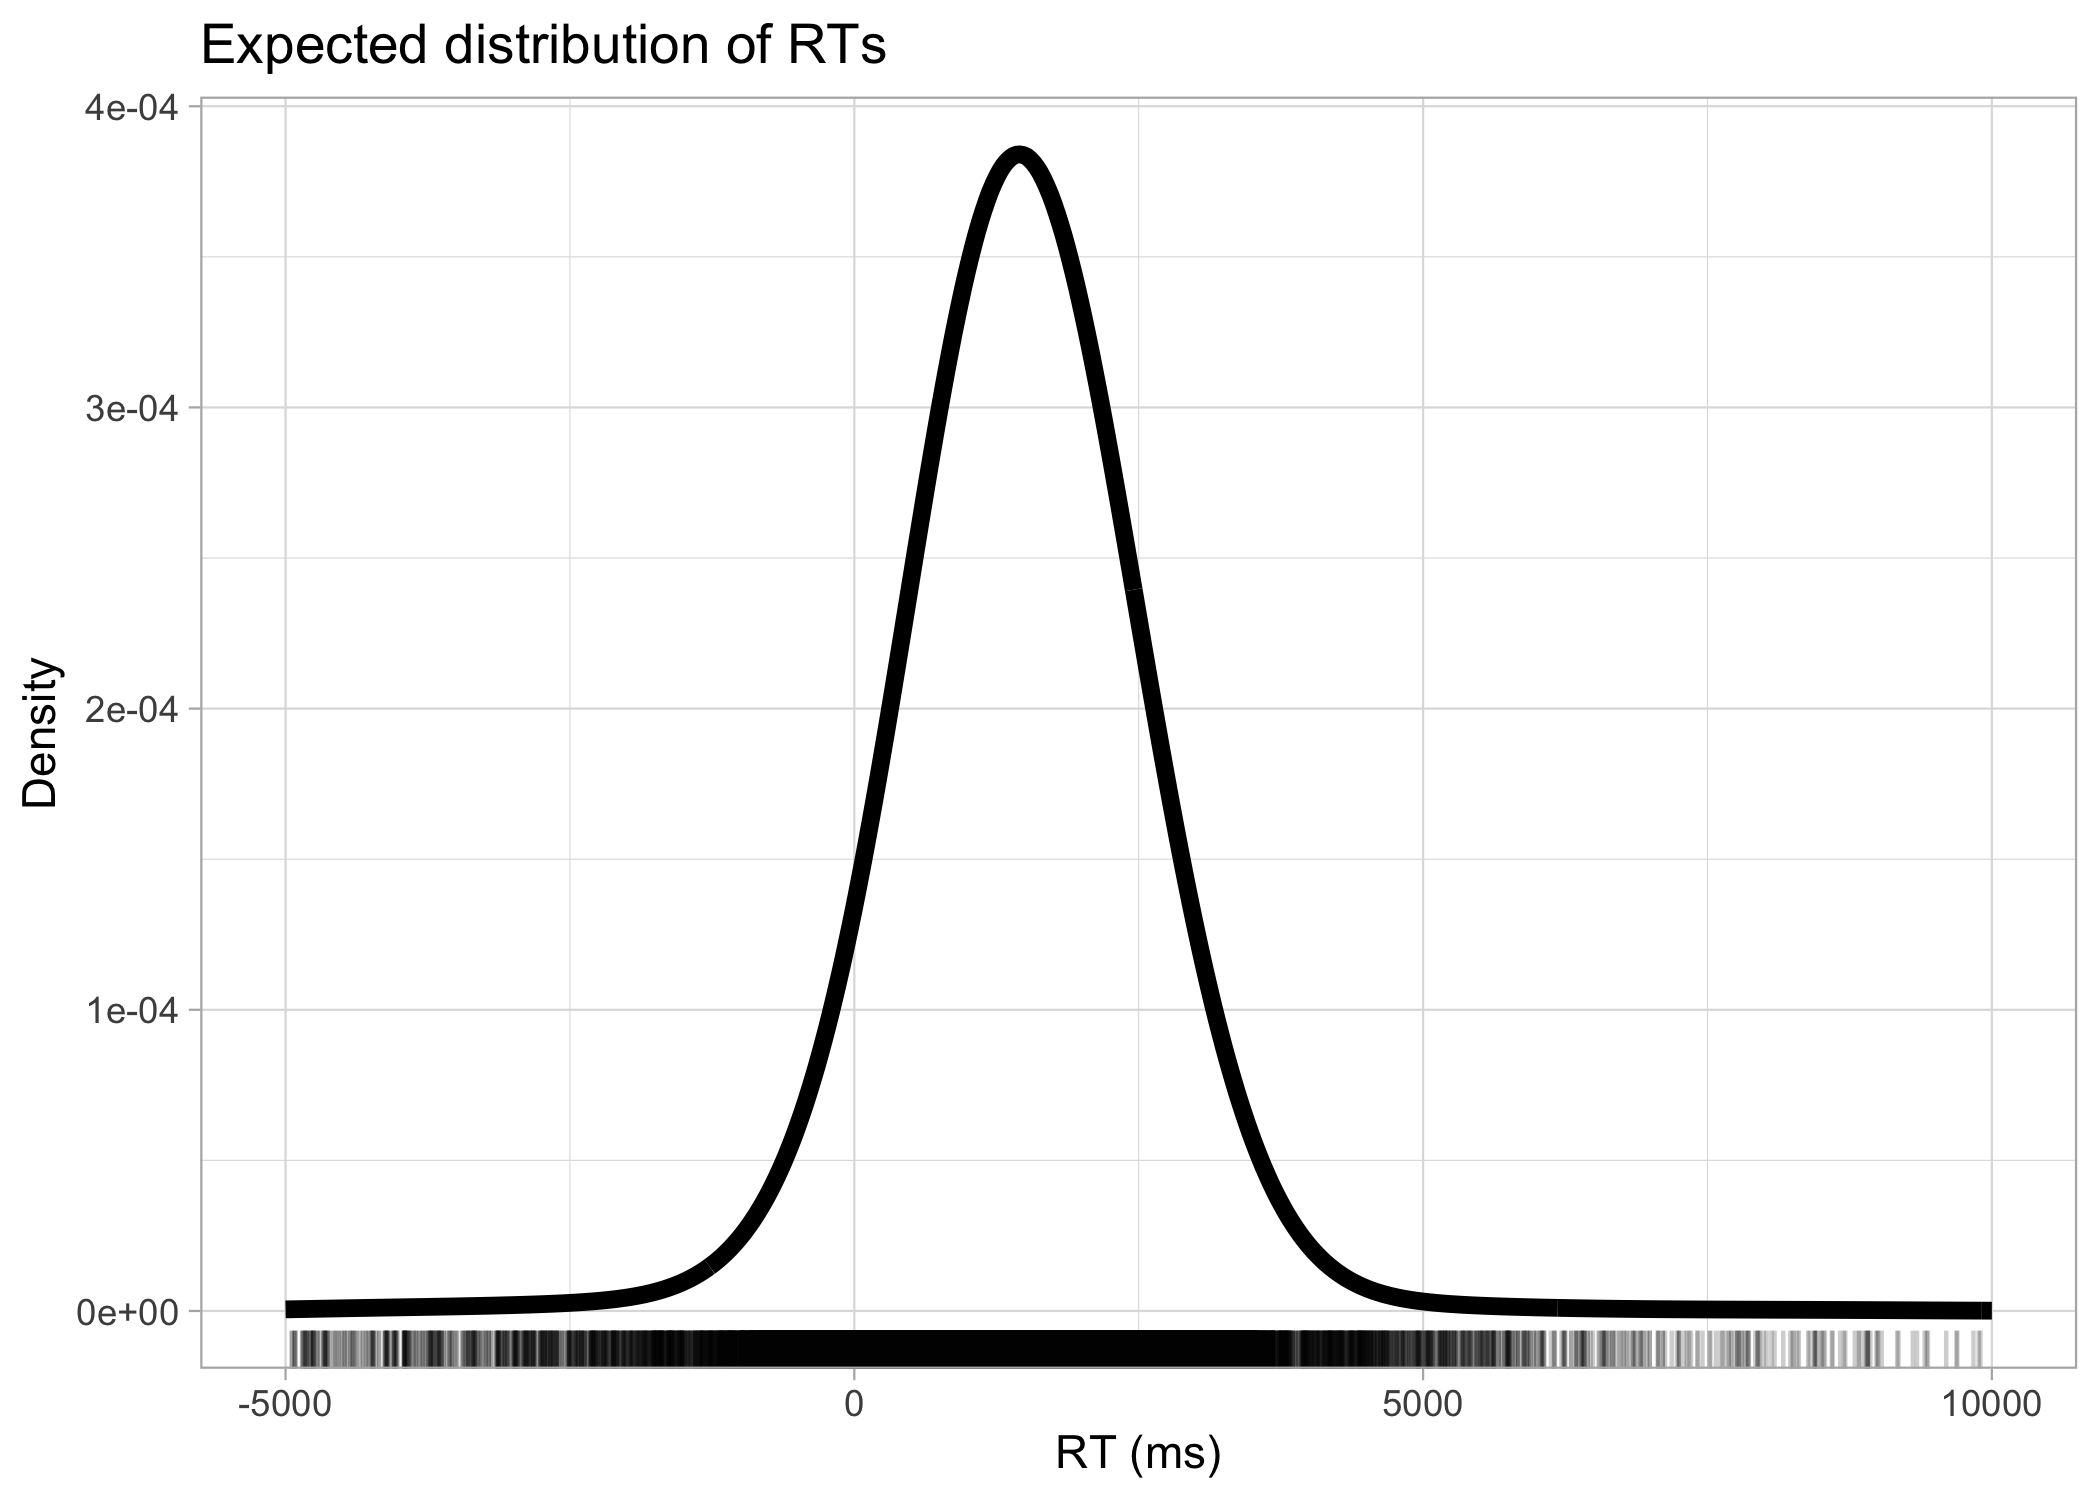 Expected distribution of RTs
4e-04
3e-04
2e-04
1e-04
0e+00
Density
-5000 0 5000 10000
RT (ms)